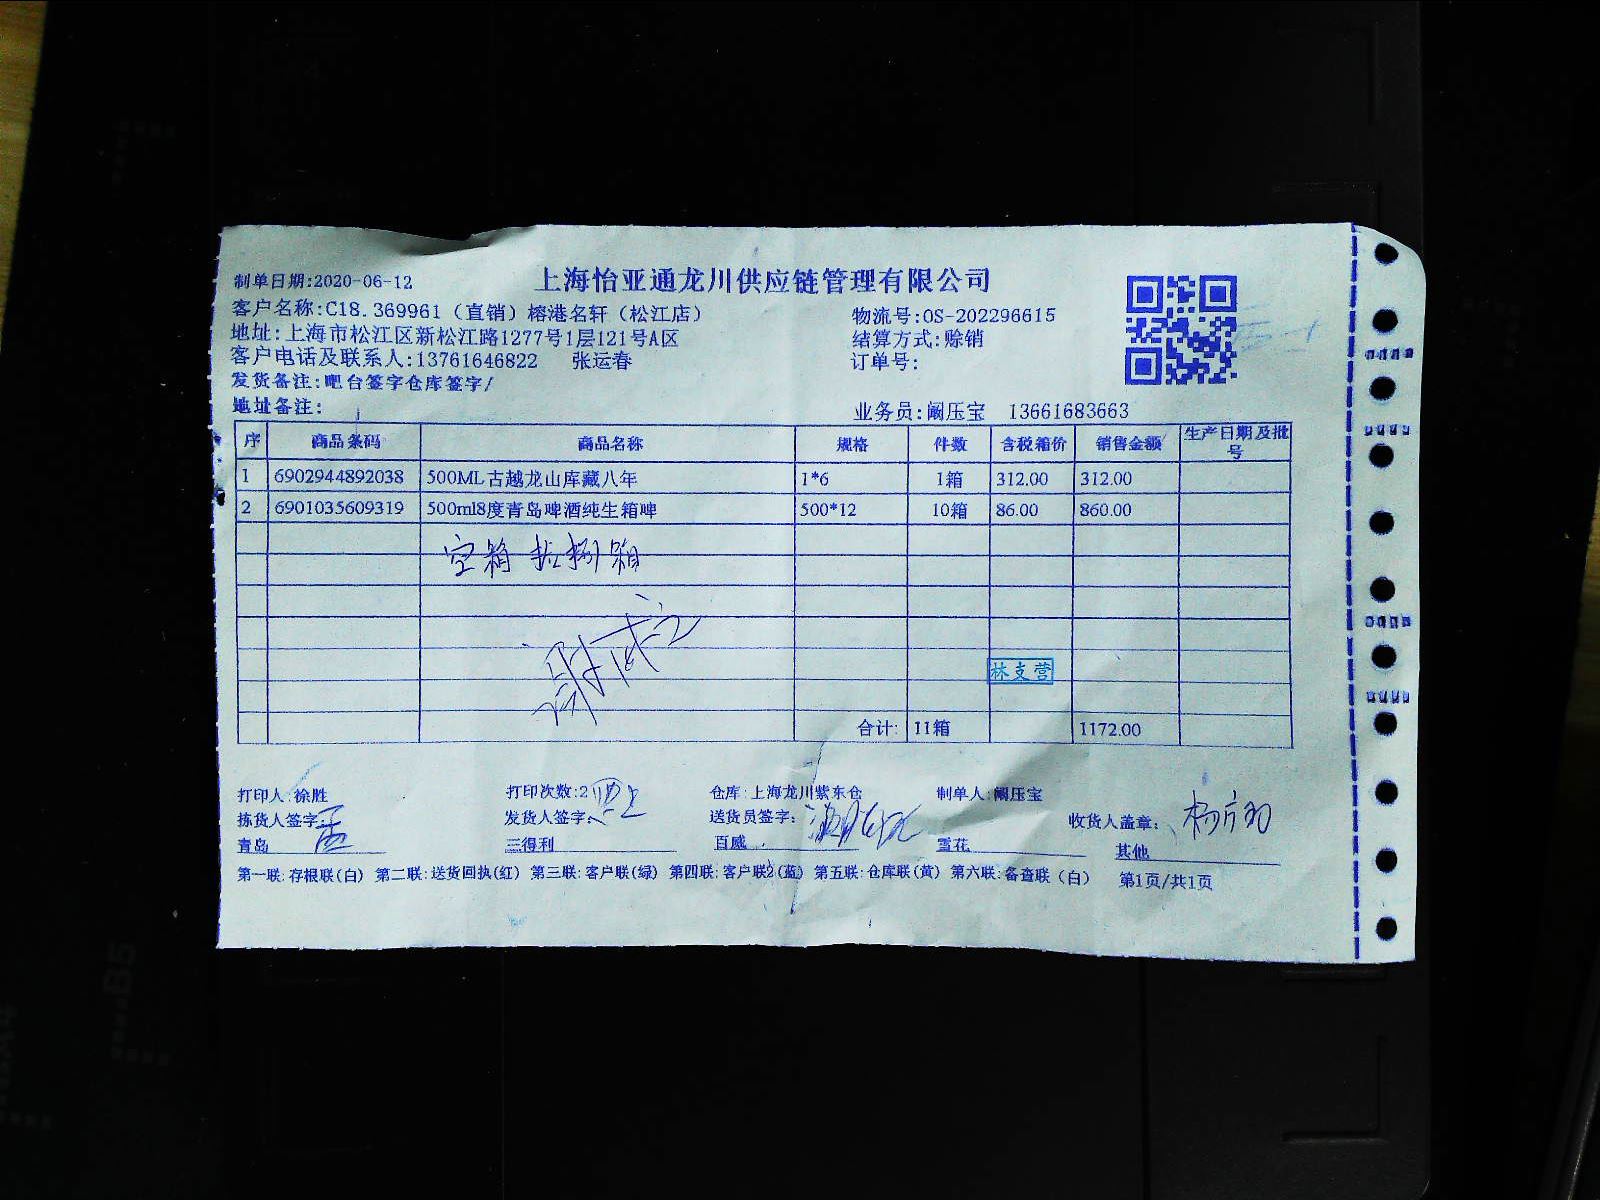 制单日期:2020-06-12
上海怡亚通龙川供应链管理有限公司
客户名称:C18.369961（直销）榕港名轩（松江店）
物流号:OS-202296615
地址:上海市松江区新松江路1277号1层121号A区
结算方式:赊销
客户电话及联系人:13761646822 张运春
订单号:
发货备注:吧台签字仓库签字/
地址备注:
业务员:阚压宝 13661683663
序 商品条码 商品名称 规格 件数 含税箱价 销售金额 生产日期及批号
1 6902944892038 500ML古越龙山库藏八年 1*6 1箱 312.00 312.00
2 6901035609319 500ml8度青岛啤酒纯生箱啤 500*12 10箱 86.00 860.00
空箱 拾捌箱
林支营
合计: 11箱 1172.00
打印人:徐胜 打印次数:2 仓库:上海龙川紫东仓 制单人:阚压宝
拣货人签字: 发货人签字: 送货员签字: 收货人盖章:
青岛 三得利 百威 雪花 其他
第一联:存根联(白) 第二联:送货回执(红) 第三联:客户联(绿) 第四联:客户联2(蓝) 第五联:仓库联(黄) 第六联:备查联（白） 第1页/共1页
B5